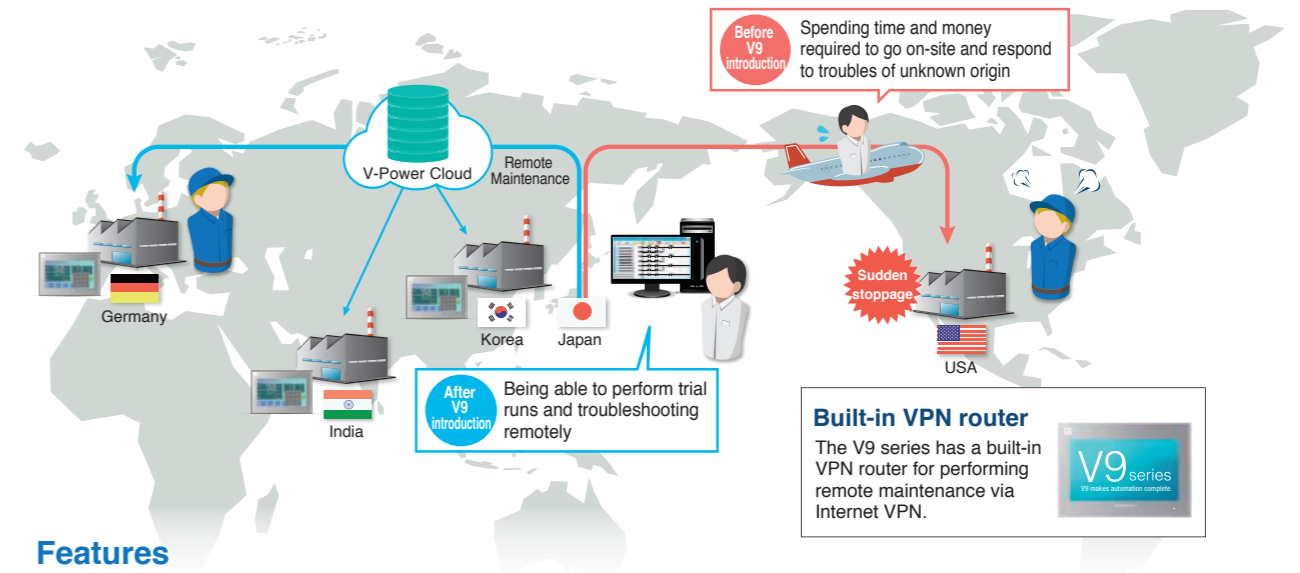 Before
V9
introduction
Spending time and money
required to go on-site and respond
to troubles of unknown origin
V-Power Cloud
Remote
Maintenance
Germany
India
Korea
Japan
Sudden
stoppage
USA
After
V9
introduction
Being able to perform trial
runs and troubleshooting
remotely
Built-in VPN router
The V9 series has a built-in
VPN router for performing
remote maintenance via
Internet VPN.
V9 series
V9 makes automation complete.
Features